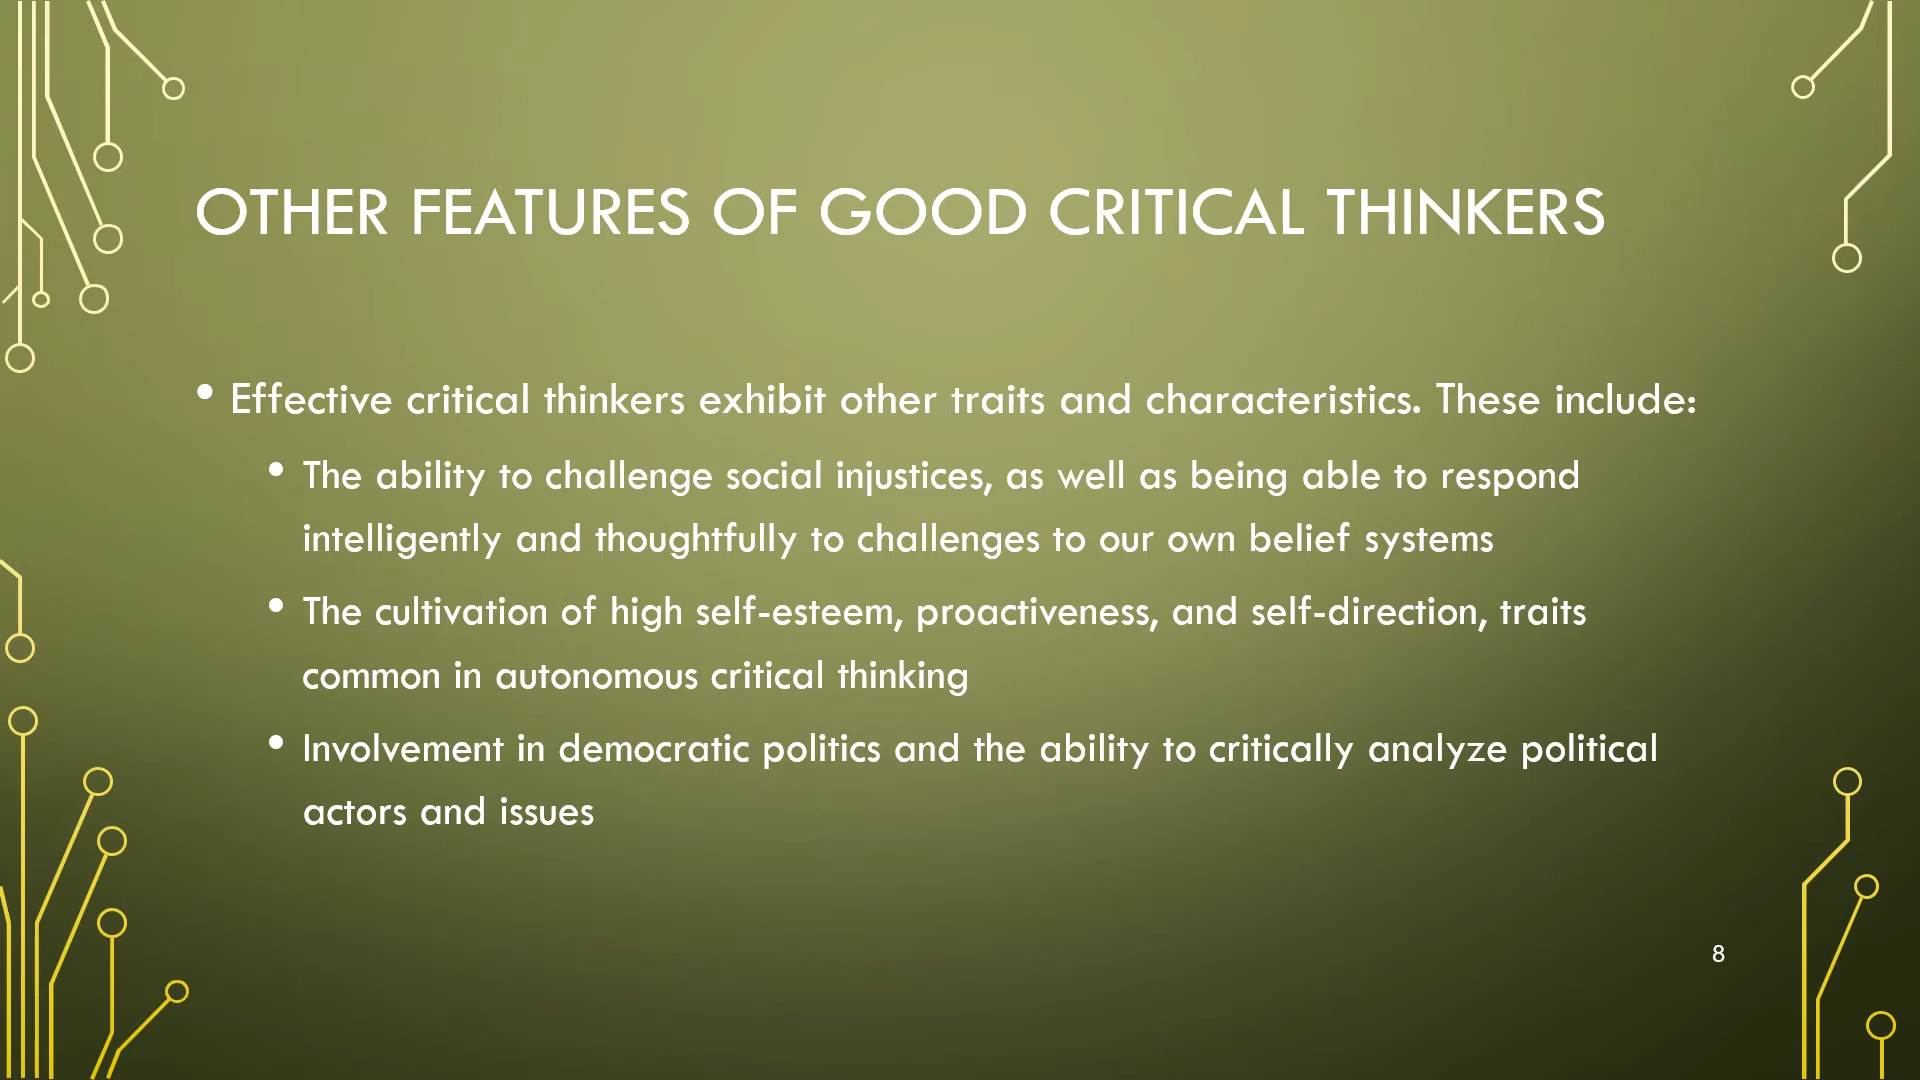 OTHER FEATURES OF GOOD CRITICAL THINKERS
• Effective critical thinkers exhibit other traits and characteristics. These include:
• The ability to challenge social injustices, as well as being able to respond
intelligently and thoughtfully to challenges to our own belief systems
• The cultivation of high self-esteem, proactiveness, and self-direction, traits
common in autonomous critical thinking
• Involvement in democratic politics and the ability to critically analyze political
actors and issues
8